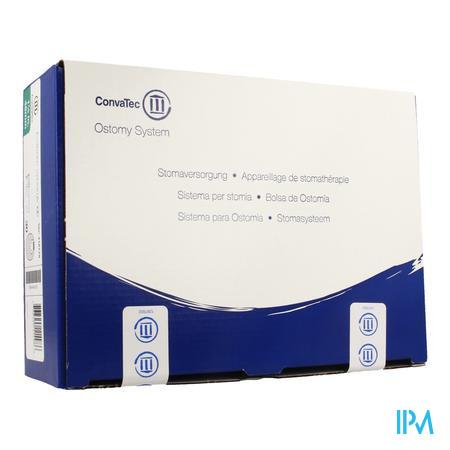 ConvaTec
Ostomy System
Stomaversorgung • Appareillage de stomathérapie
Sistema per stomia • Bolsa de Ostomia
Sistema para Ostomia • Stomasysteem
IPM